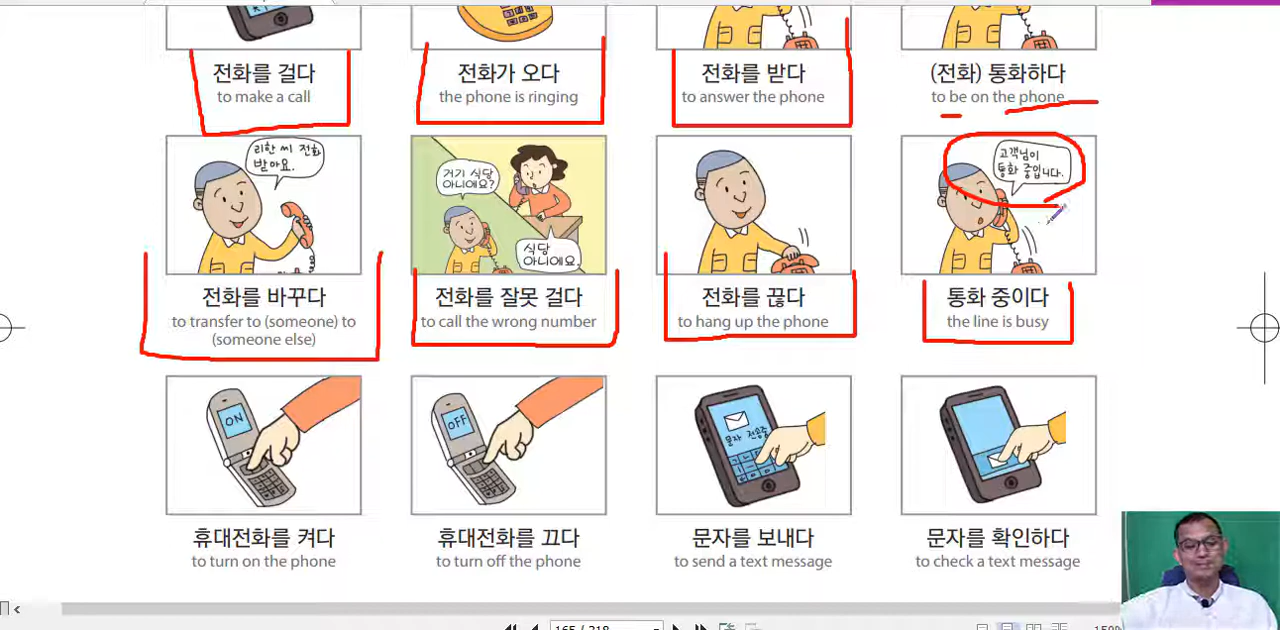 전화를 걸다
to make a call
전화가 오다
the phone is ringing
전화를 받다
to answer the phone
(전화) 통화하다
to be on the phone
리한 씨 전화
받아요.
전화를 바꾸다
to transfer to (someone) to
(someone else)
거기 식당
아니에요?
식당
아니에요.
전화를 잘못 걸다
to call the wrong number
전화를 끊다
to hang up the phone
고객님이
통화 중입니다.
통화 중이다
the line is busy
ON
휴대전화를 켜다
to turn on the phone
OFF
휴대전화를 끄다
to turn off the phone
문자 전송중
문자를 보내다
to send a text message
문자를 확인하다
to check a text message
165 / 218
150%